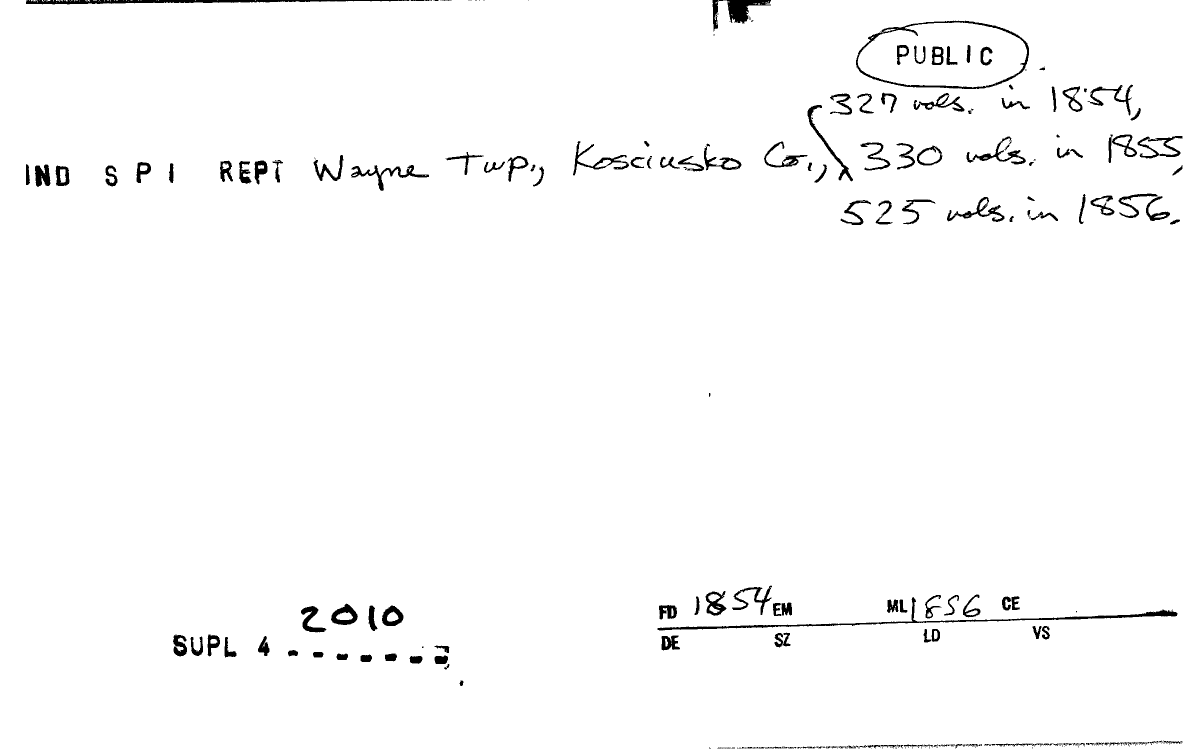 PUBLIC
327 vols. in 1854,
IND S P I REPT Wayne Twp., Kosciusko Co., 330 vols. in 1855,
525 vols. in 1856.
2010
SUPL 4
FD 1854 EM ML 1856 CE
DE SZ LD VS